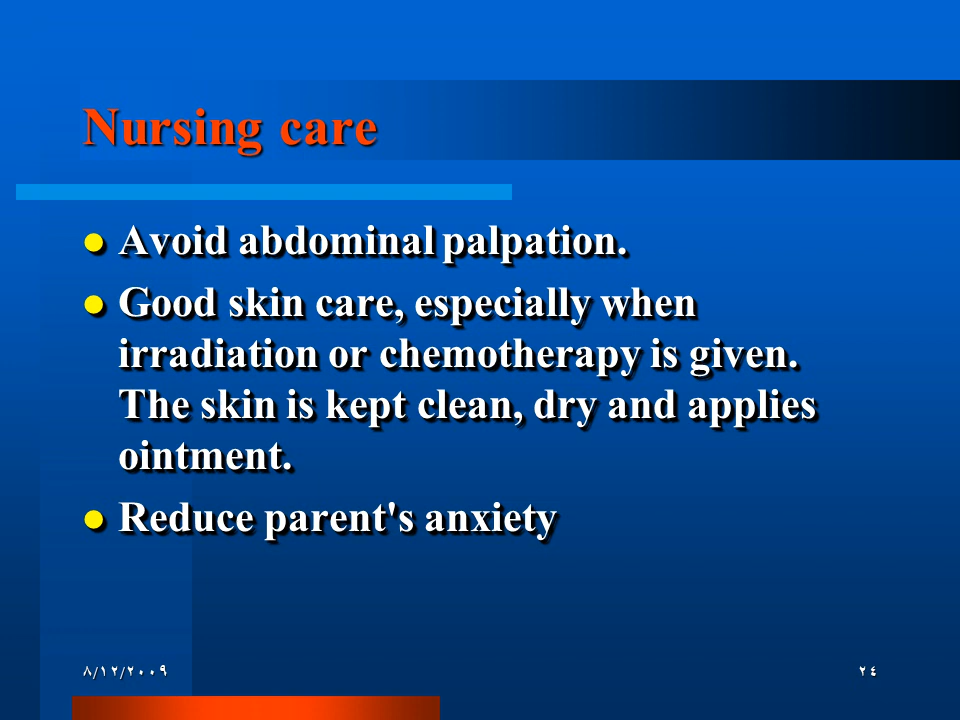 Nursing care
Avoid abdominal palpation.
Good skin care, especially when
irradiation or chemotherapy is given.
The skin is kept clean, dry and applies
ointment.
Reduce parent's anxiety
٨/١٢/٢٠٠٩
٢٤